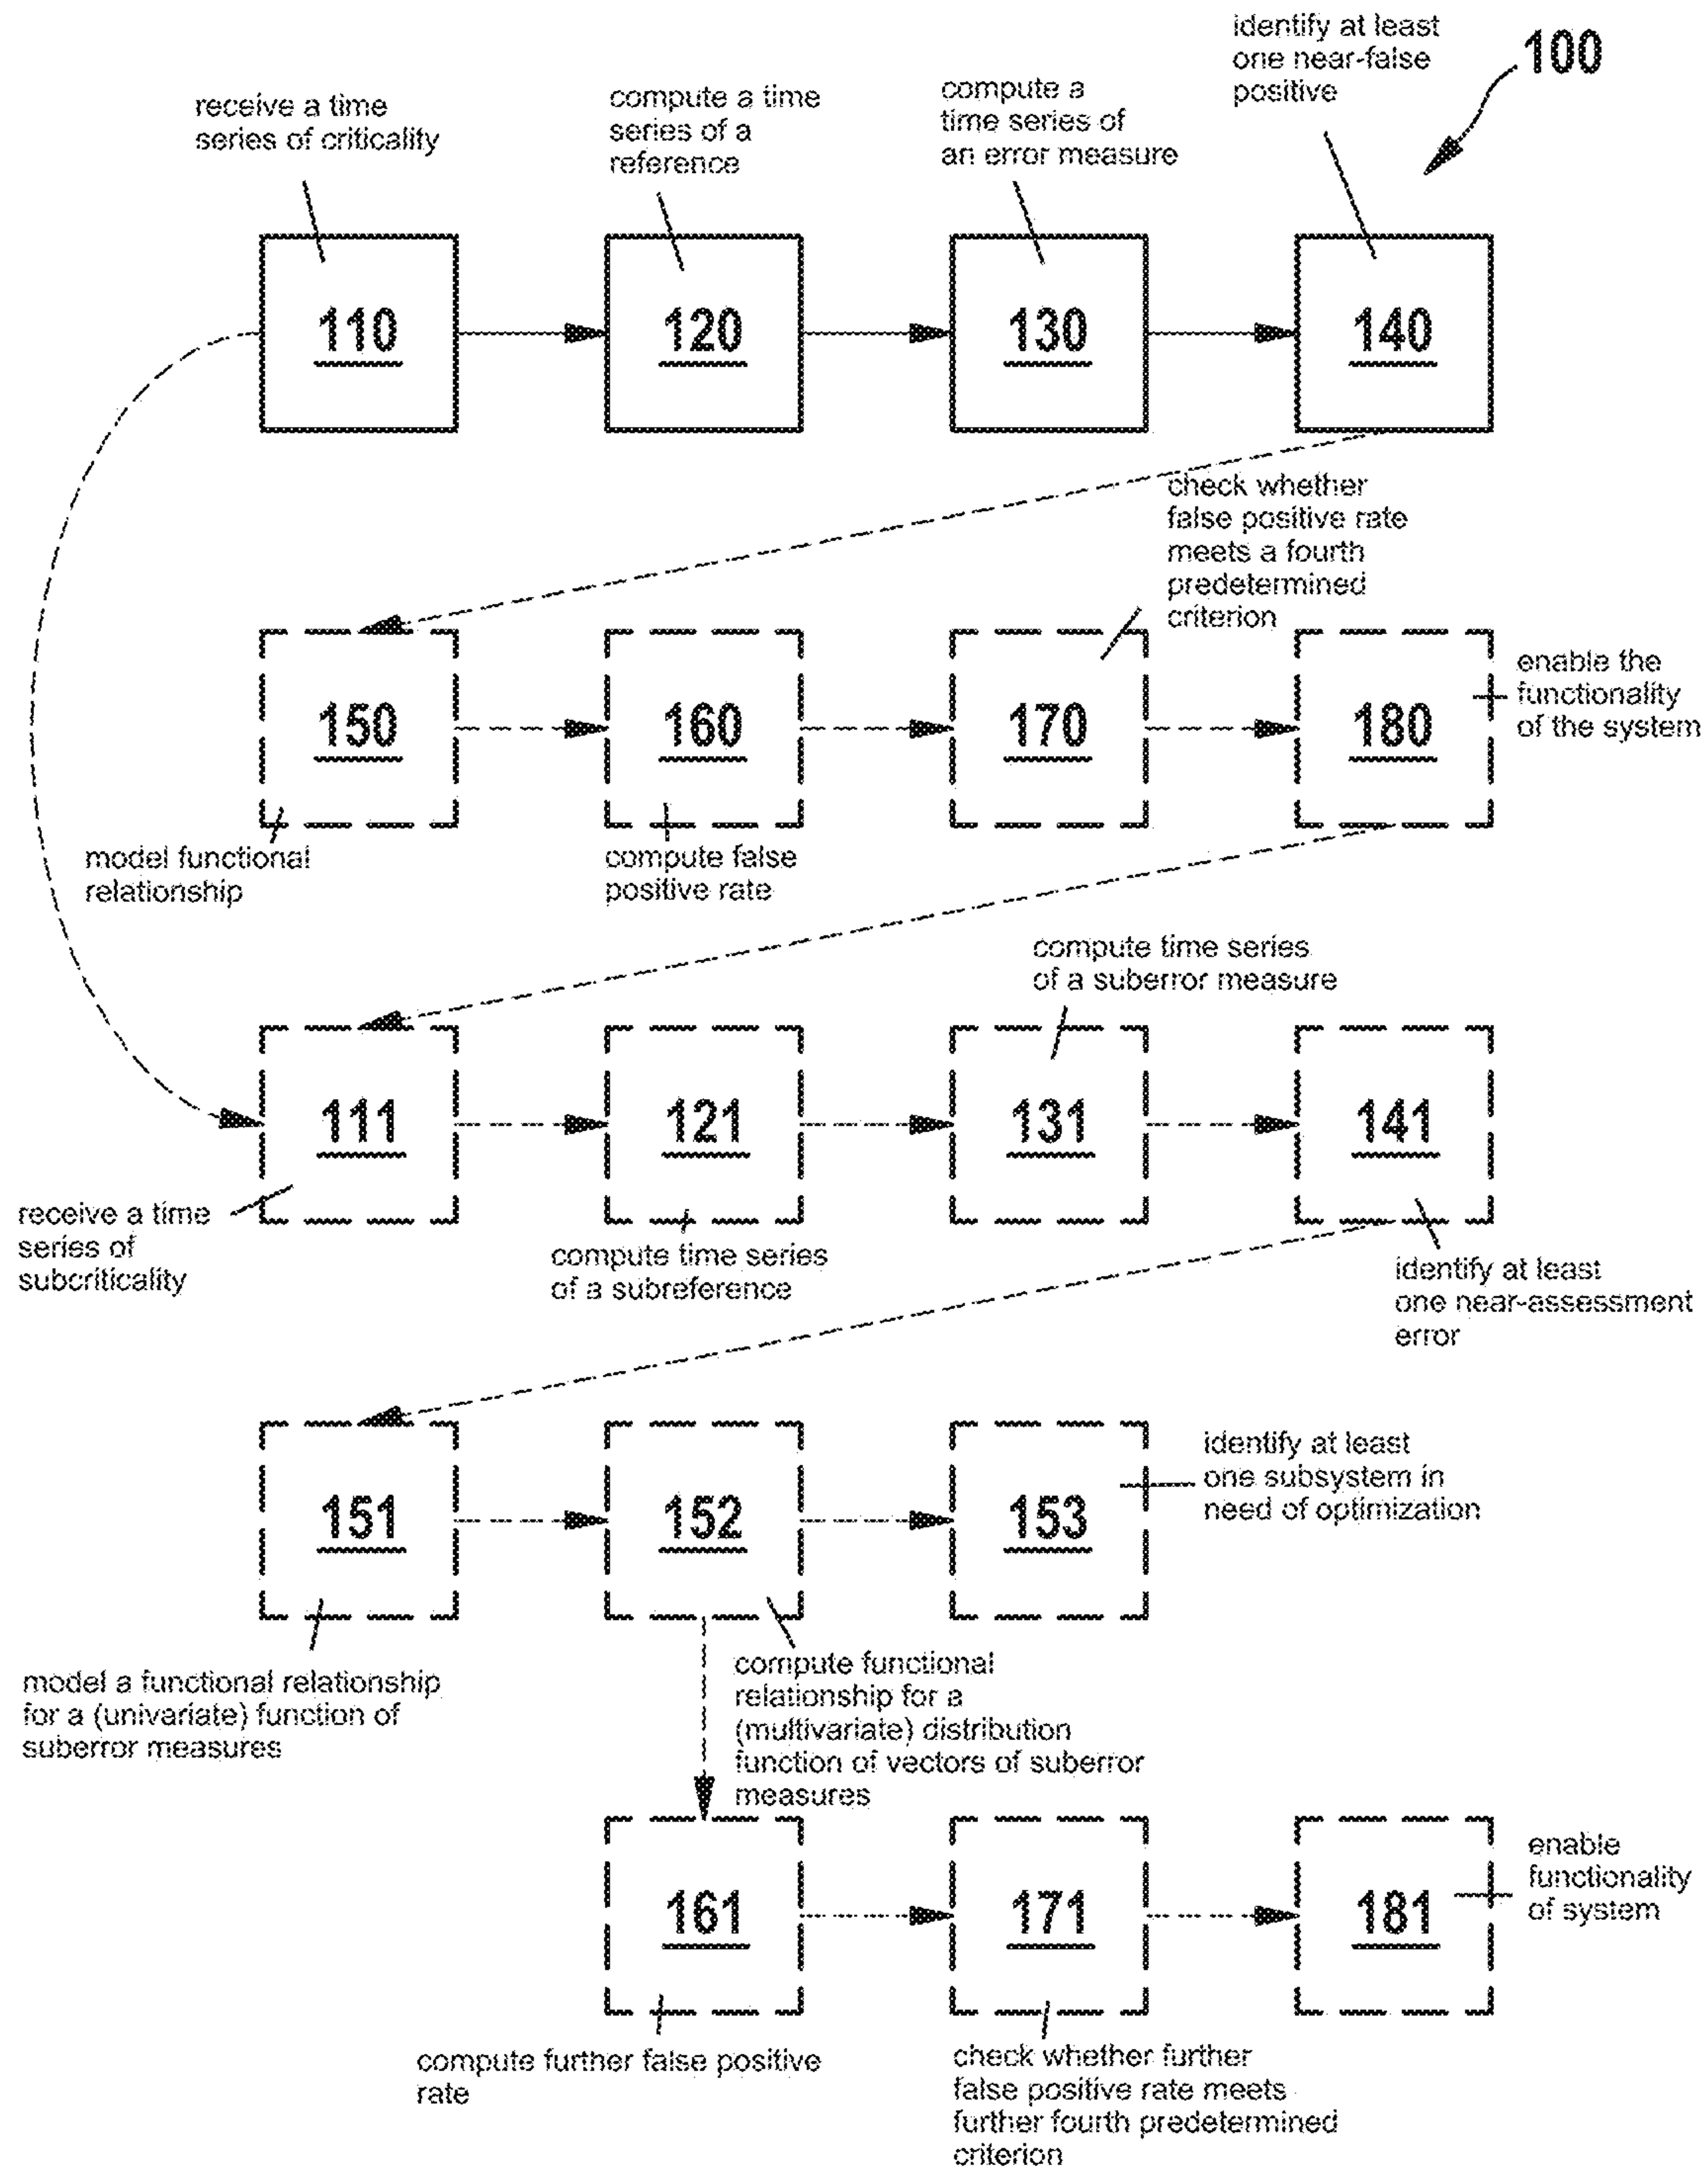 identify at least
one near-false
positive
100
receive a time
series of criticality
compute a time
series of a
reference
compute a
time series of
an error measure
110
120
130
140
check whether
false positive rate
meets a fourth
predetermined
criterion
enable the
functionality
of the system
150
160
170
180
model functional
relationship
compute false
positive rate
compute time series
of a suberror measure
111
121
131
141
receive a time
series of
subcriticality
compute time series
of a subreference
identify at least
one near-assessment
error
identify at least
one subsystem in
need of optimization
151
152
153
model a functional relationship
for a (univariate) function of
suberror measures
compute functional
relationship for a
(multivariate) distribution
function of vectors of suberror
measures
enable
functionality
of system
161
171
181
compute further false positive
rate
check whether further
false positive rate meets
further fourth predetermined
criterion